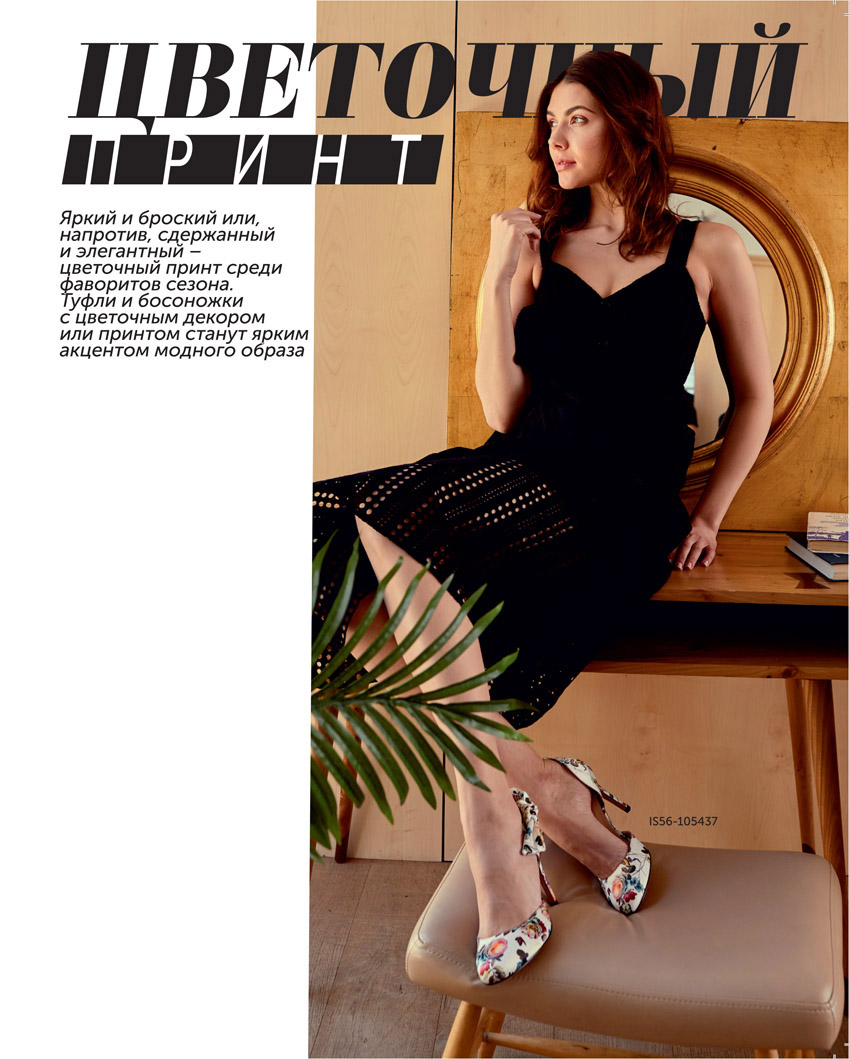 ЦВЕТОЧНЫЙ
ПРИНТ
Яркий и броский или,
напротив, сдержанный
и элегантный –
цветочный принт среди
фаворитов сезона.
Туфли и босоножки
с цветочным декором
или принтом станут ярким
акцентом модного образа
IS56-105437